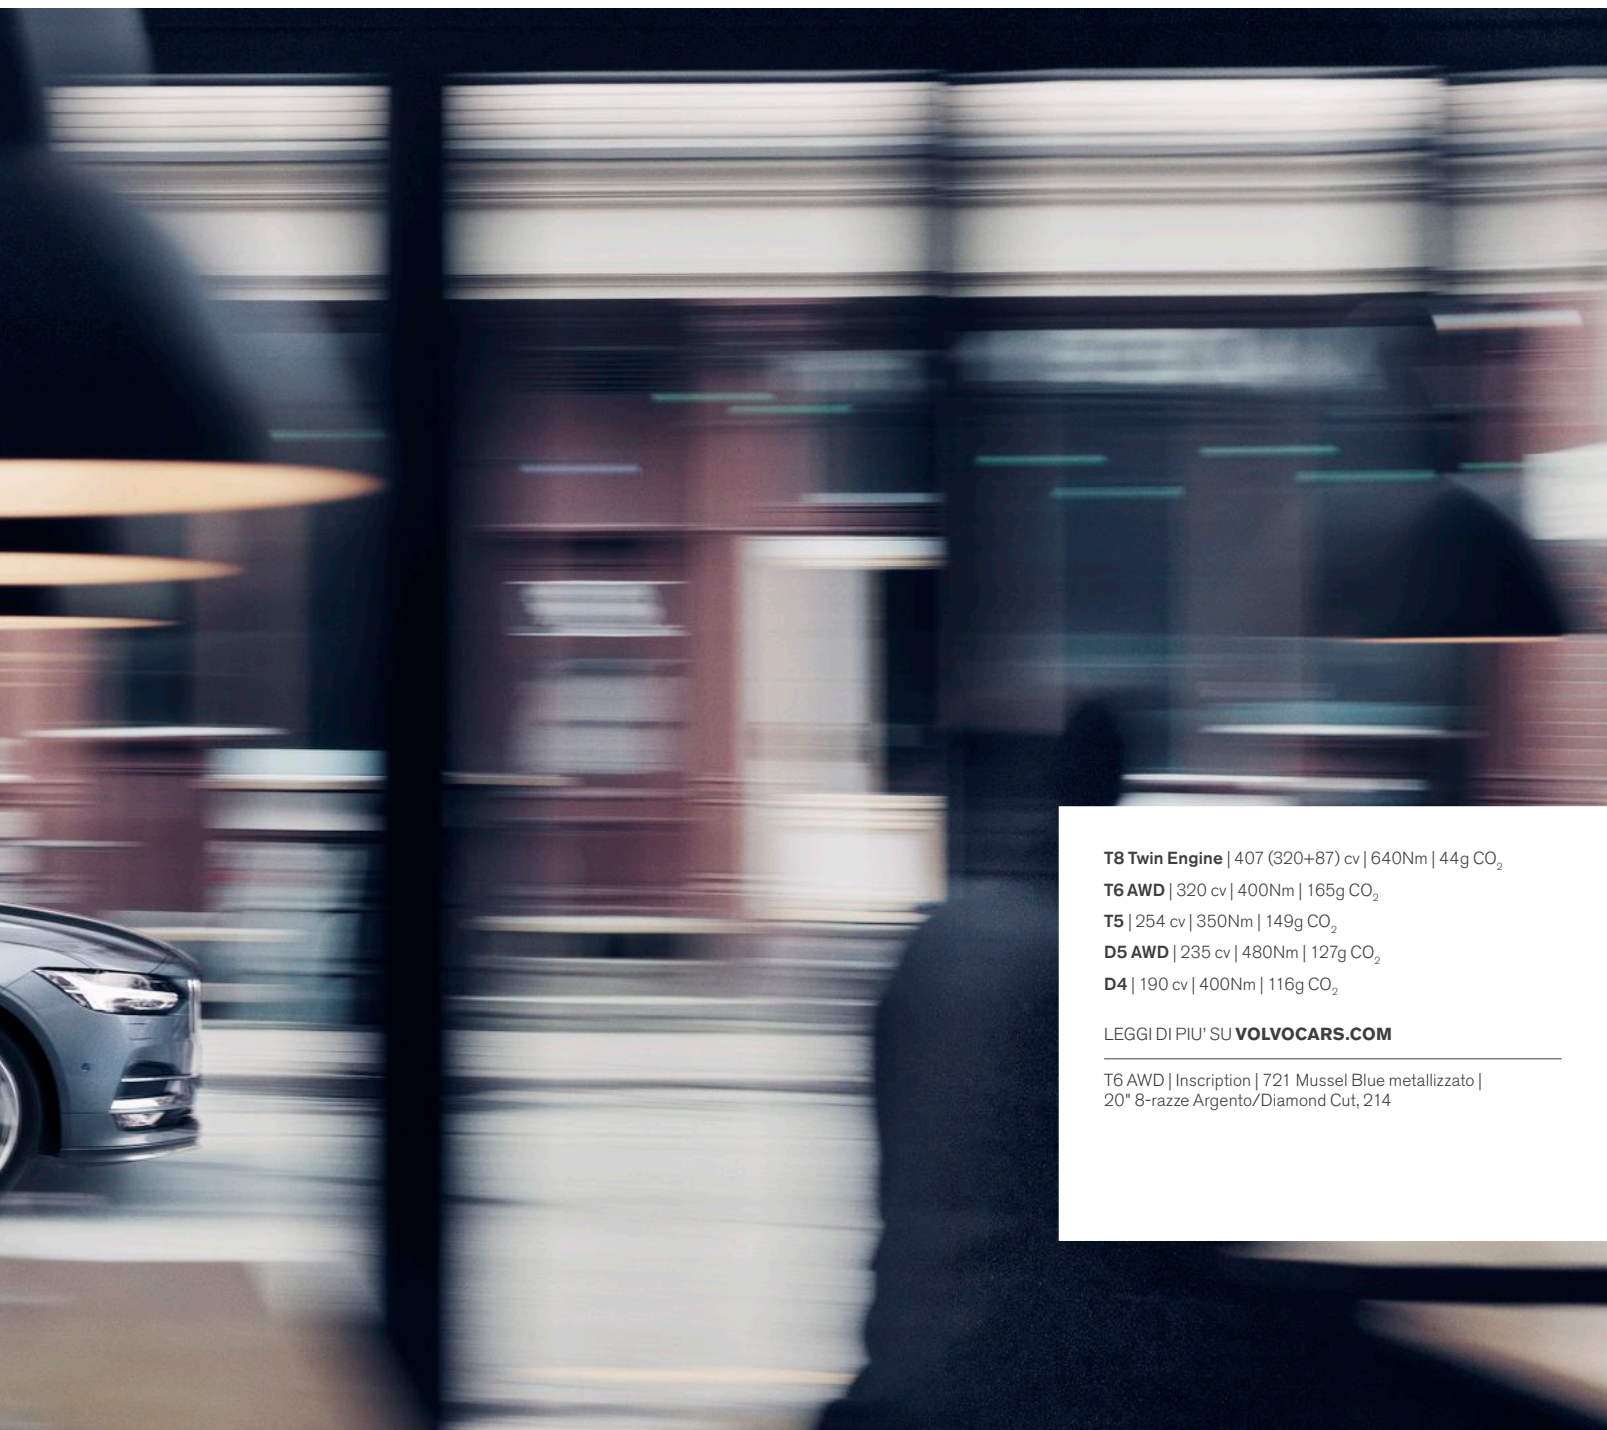 T8 Twin Engine | 407 (320+87) cv | 640Nm | 44g CO₂
T6 AWD | 320 cv | 400Nm | 165g CO₂
T5 | 254 cv | 350Nm | 149g CO₂
D5 AWD | 235 cv | 480Nm | 127g CO₂
D4 | 190 cv | 400Nm | 116g CO₂
LEGGI DI PIU' SU VOLVOCARS.COM
T6 AWD | Inscription | 721 Mussel Blue metallizzato |
20" 8-razze Argento/Diamond Cut, 214